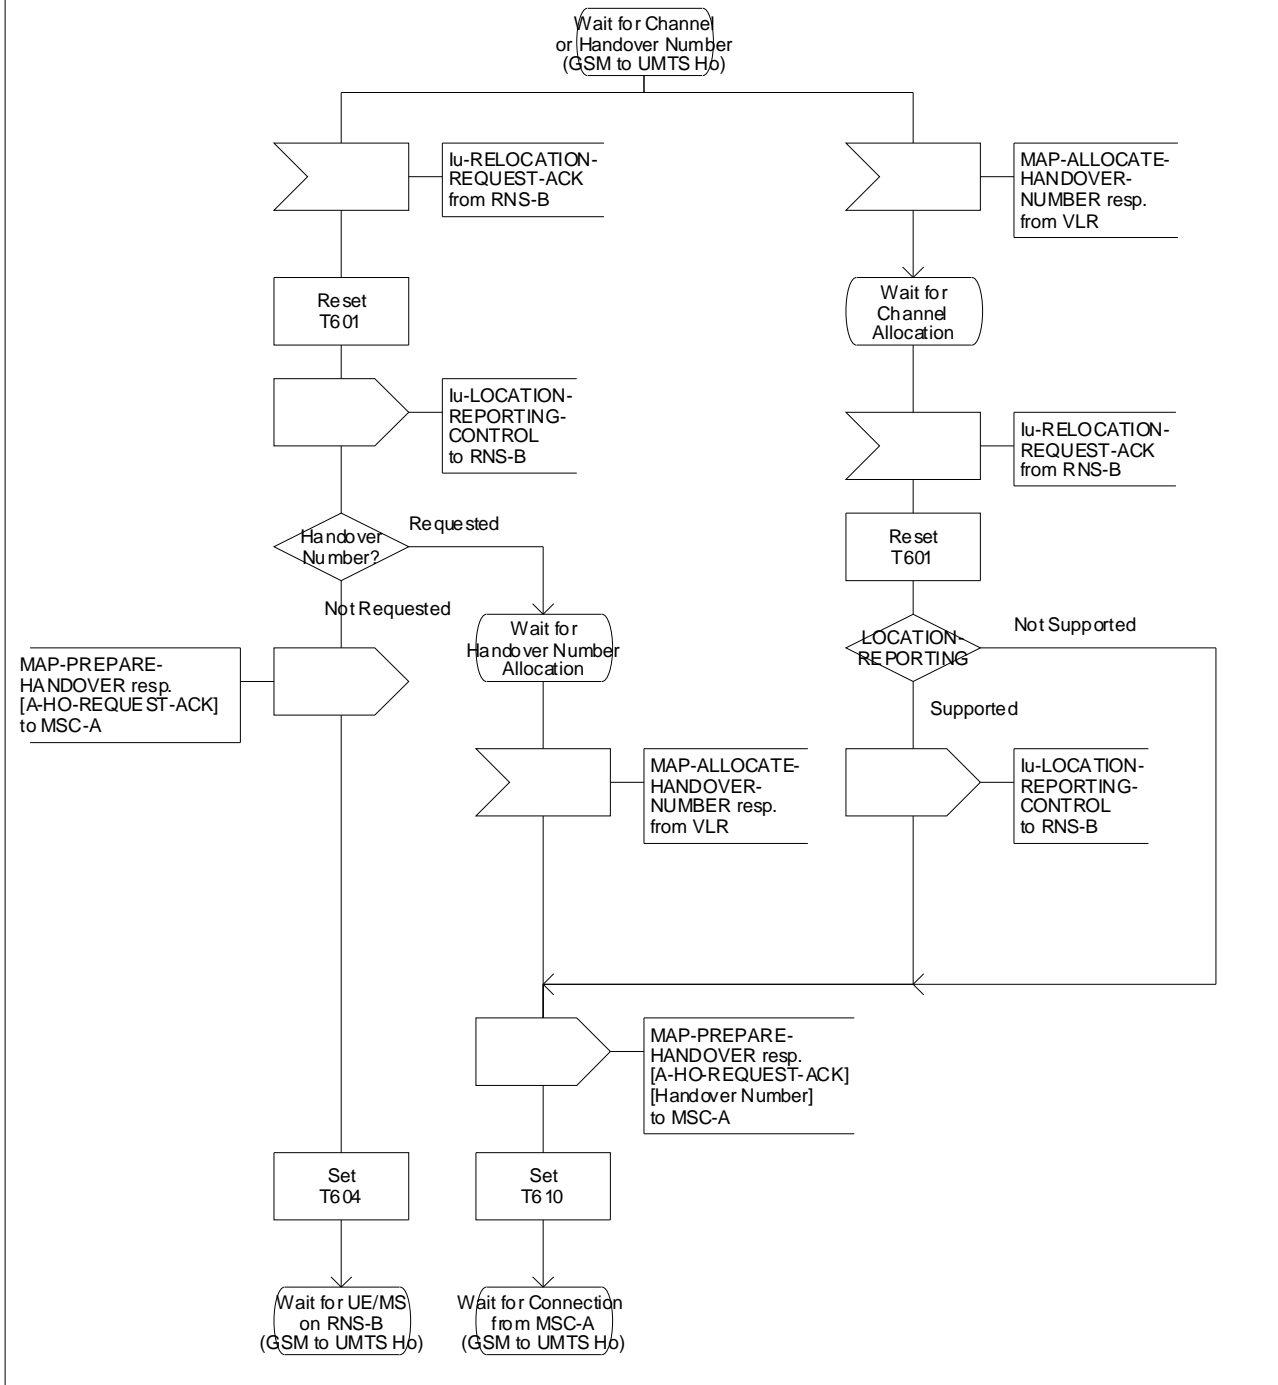 Wait for Channel
or Handover Number
(GSM to UMTS Ho)
Iu-RELOCATION-
REQUEST-ACK
from RNS-B
MAP-ALLOCATE-
HANDOVER-
NUMBER resp.
from VLR
Reset
T601
Wait for
Channel
Allocation
Iu-LOCATION-
REPORTING-
CONTROL
to RNS-B
Iu-RELOCATION-
REQUEST-ACK
from RNS-B
Handover
Number?
Requested
Reset
T601
Not Requested
Wait for
Handover Number
Allocation
LOCATION-
REPORTING
Not Supported
MAP-PREPARE-
HANDOVER resp.
[A-HO-REQUEST-ACK]
to MSC-A
Supported
MAP-ALLOCATE-
HANDOVER-
NUMBER resp.
from VLR
Iu-LOCATION-
REPORTING-
CONTROL
to RNS-B
MAP-PREPARE-
HANDOVER resp.
[A-HO-REQUEST-ACK]
[Handover Number]
to MSC-A
Set
T604
Set
T610
Wait for UE/MS
on RNS-B
(GSM to UMTS Ho)
Wait for Connection
from MSC-A
(GSM to UMTS Ho)